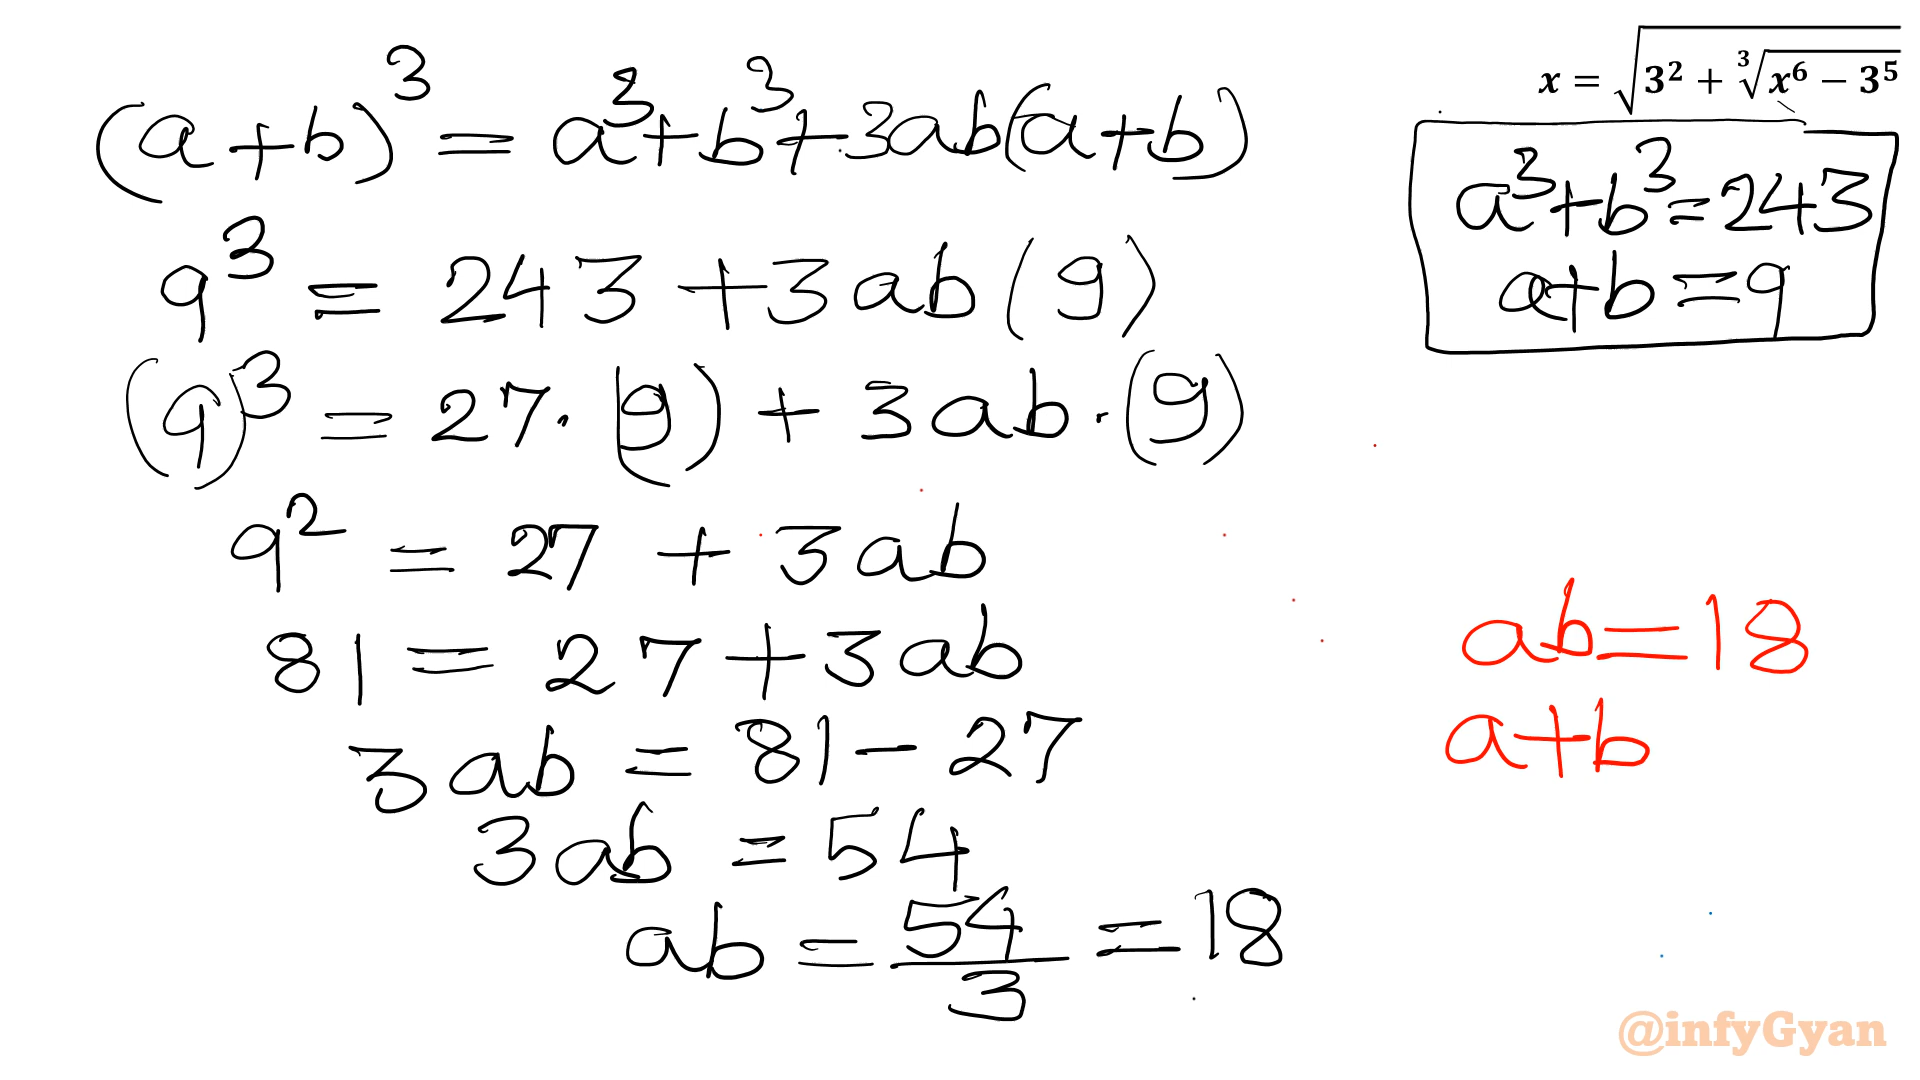 x = √(3² + ∛(x⁶ − 3⁵))
(a+b)³ = a³+b³+3ab(a+b)
9³ = 243+3ab(9)
(9)³ = 27·(9) + 3ab·(9)
9² = 27 + 3ab
81 = 27+3ab
3ab = 81−27
3ab = 54
ab = 54/3 = 18
a³+b³=243
a+b=9
ab=18
a+b
@infyGyan